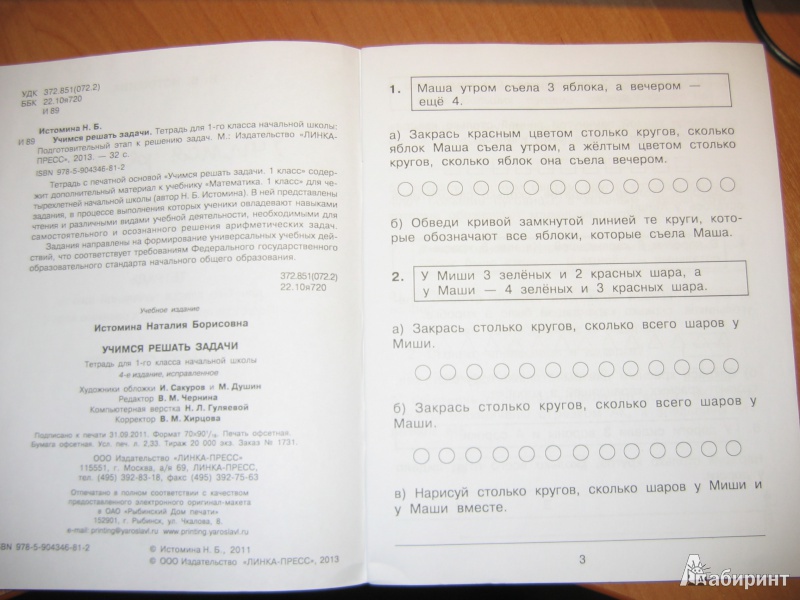 УДК 372.851(072.2)
ББК 22.10я720
И 89
Истомина Н. Б.
И 89 Учимся решать задачи. Тетрадь для 1-го класса начальной школы:
Подготовительный этап к решению задач. М.: Издательство «ЛИНКА-
ПРЕСС», 2013. — 32 с.
ISBN 978-5-904346-81-2
Тетрадь с печатной основой «Учимся решать задачи. 1 класс» содер-
жит дополнительный материал к учебнику «Математика. 1 класс» для че-
тырехлетней начальной школы (автор Н. Б. Истомина). В ней представлены
задания, в процессе выполнения которых ученики овладевают навыками
чтения и различными видами учебной деятельности, необходимыми для
самостоятельного и осознанного решения арифметических задач.
Задания направлены на формирование универсальных учебных дей-
ствий, что соответствует требованиям Федерального государственного
образовательного стандарта начального общего образования.
372.851(072.2)
22.10я720
Учебное издание
Истомина Наталия Борисовна
УЧИМСЯ РЕШАТЬ ЗАДАЧИ
Тетрадь для 1-го класса начальной школы
4-е издание, исправленное
Художники обложки И. Сакуров и М. Душин
Редактор В. М. Чернина
Компьютерная верстка Н. Л. Гуляевой
Корректор В. М. Хирцова
Подписано к печати 31.09.2011. Формат 70×90¹/₈. Печать офсетная.
Бумага офсетная. Усл. печ. л. 2,33. Тираж 20 000 экз. Заказ № 1731.
ООО Издательство «ЛИНКА-ПРЕСС»
115551, г. Москва, а/я 69, ЛИНКА-ПРЕСС,
тел. (495) 392-83-18, факс (495) 392-75-63
Отпечатано в полном соответствии с качеством
предоставленного электронного оригинал-макета
в ОАО «Рыбинский Дом печати»
152901, г. Рыбинск, ул. Чкалова, 8.
e-mail: printing@yaroslavl.ru www.printing.yaroslavl.ru
ISBN 978-5-904346-81-2
© Истомина Н. Б., 2011
© ООО Издательство «ЛИНКА-ПРЕСС», 2013
1. Маша утром съела 3 яблока, а вечером —
ещё 4.
а) Закрась красным цветом столько кругов, сколько
яблок Маша съела утром, а жёлтым цветом столько
кругов, сколько яблок она съела вечером.
б) Обведи кривой замкнутой линией те круги, кото-
рые обозначают все яблоки, которые съела Маша.
2. У Миши 3 зелёных и 2 красных шара, а
у Маши — 4 зелёных и 3 красных шара.
а) Закрась столько кругов, сколько всего шаров у
Миши.
б) Закрась столько кругов, сколько всего шаров у
Маши.
в) Нарисуй столько кругов, сколько шаров у Миши и
у Маши вместе.
3
Лабиринт